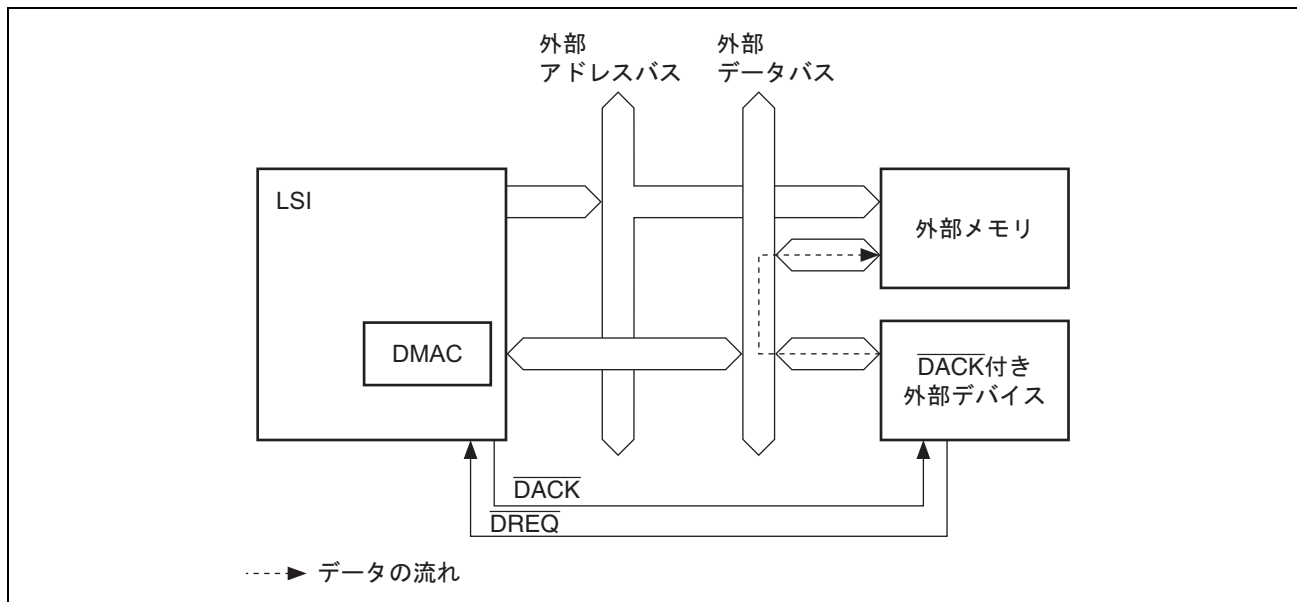 外部
アドレスバス
外部
データバス
LSI
外部メモリ
DMAC
DACK付き
外部デバイス
DACK
DREQ
データの流れ